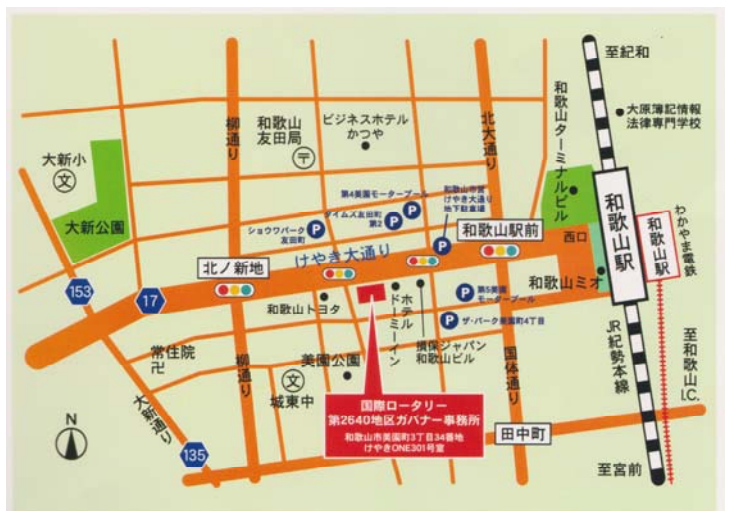 至紀和
大原簿記情報
法律専門学校
和歌山ターミナルビル
北大通り
ビジネスホテル
かつや
和歌山
友田局
〒
柳通り
大新小
文
大新公園
第4美園モータープール
P
タイムズ友田町
第2
P
ショウワパーク
友田町
P
和歌山市営
けやき大通り
地下駐車場
P
和歌山駅前
西口
和歌山駅
和歌山駅
わかやま電鉄
けやき大通り
北ノ新地
153
17
和歌山ミオ
第5美園
モータープール
P
ザ・パーク美園町4丁目
P
和歌山トヨタ
ホテル
ドーミーイン
損保ジャパン
和歌山ビル
常住院
卍
大新通り
柳通り
美園公園
文
城東中
国体通り
JR紀勢本線
至和歌山I.C.
国際ロータリー
第2640地区ガバナー事務所
和歌山市美園町3丁目34番地
けやきONE301号室
田中町
135
N
至宮前